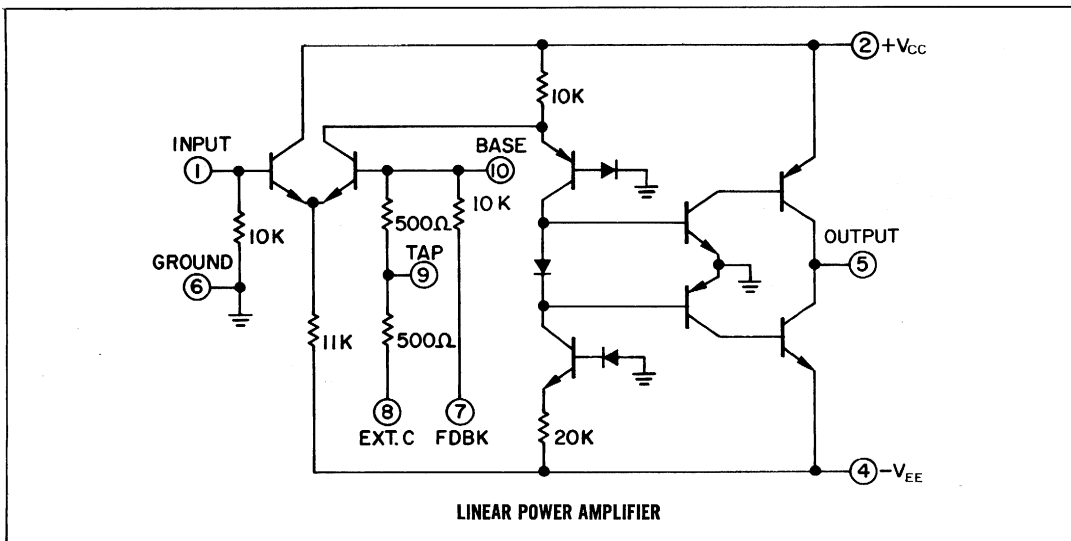 ② +VCC
10K
INPUT
①
BASE
⑩
10K
500Ω
10 K
TAP
⑨
GROUND
⑥
OUTPUT
⑤
11K
500Ω
⑧
⑦
EXT.C
FDBK
20K
④ -VEE
LINEAR POWER AMPLIFIER